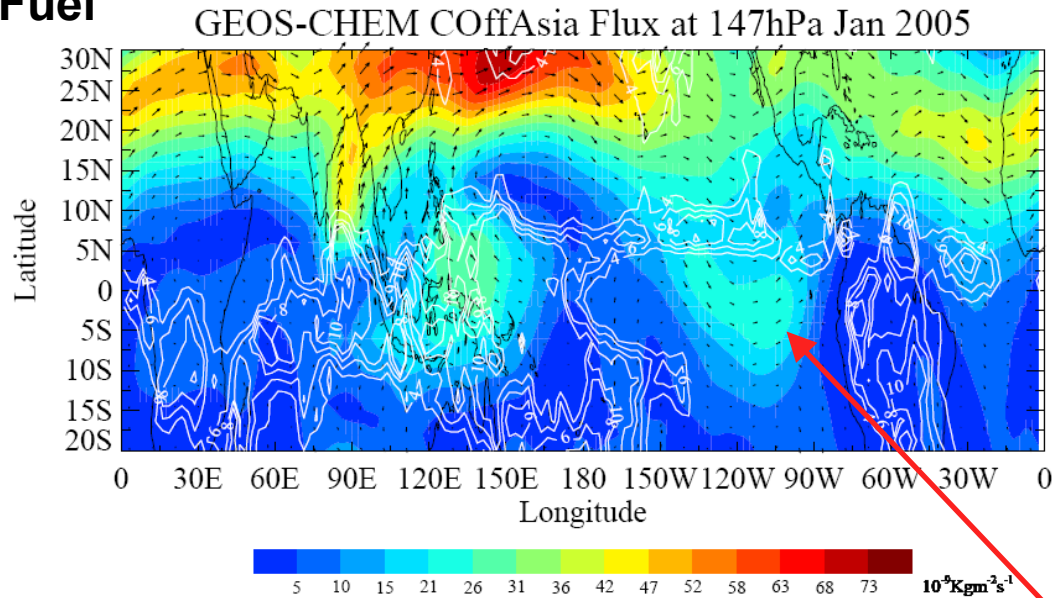 Fuel
GEOS-CHEM COffAsia Flux at 147hPa Jan 2005
30N
25N
20N
15N
10N
5N
0
5S
10S
15S
20S
Latitude
0 30E 60E 90E 120E 150E 180 150W 120W 90W 60W 30W 0
Longitude
5 10 15 21 26 31 36 42 47 52 58 63 68 73 10⁻⁹Kgm⁻²s⁻¹